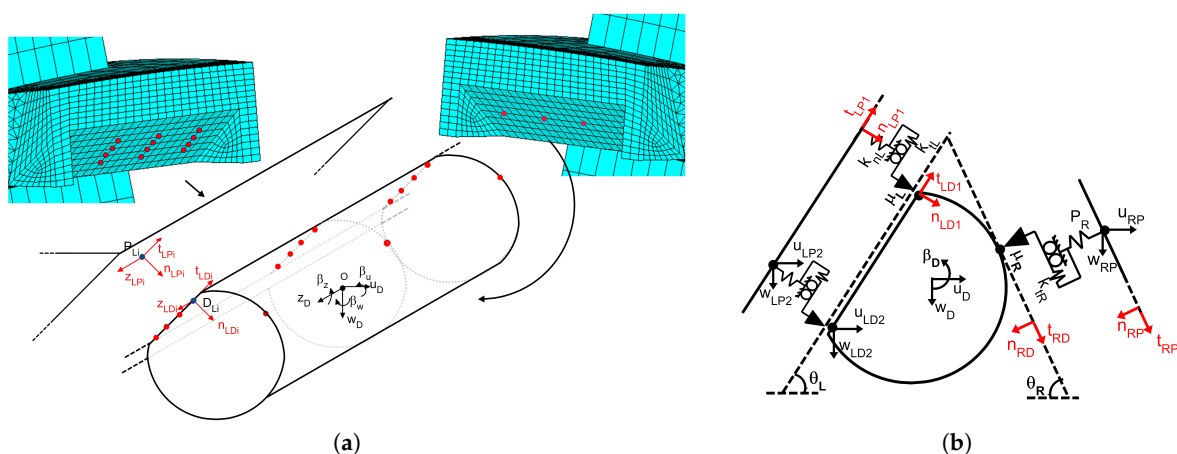 P_Li
t_LPi
z_LPi
n_LPi
t_LDi
z_LDi
D_Li
n_LDi
β_z
O
β_u
u_D
z_D
β_w
w_D
(a)
t_LP1
n_LP1
k_nL
k_tL
μ_L
t_LD1
n_LD1
u_LP2
w_LP2
β_D
u_D
w_D
μ_R
P_R
u_RP
w_RP
k_tR
u_LD2
w_LD2
n_RD
t_RD
n_RP
t_RP
θ_L
θ_R
(b)